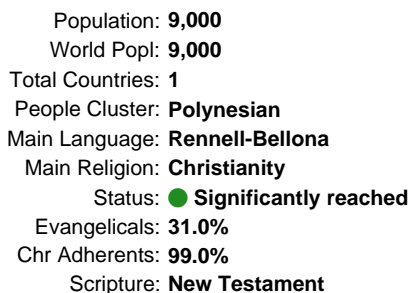 Population: 9,000
World Popl: 9,000
Total Countries: 1
People Cluster: Polynesian
Main Language: Rennell-Bellona
Main Religion: Christianity
Status: Significantly reached
Evangelicals: 31.0%
Chr Adherents: 99.0%
Scripture: New Testament